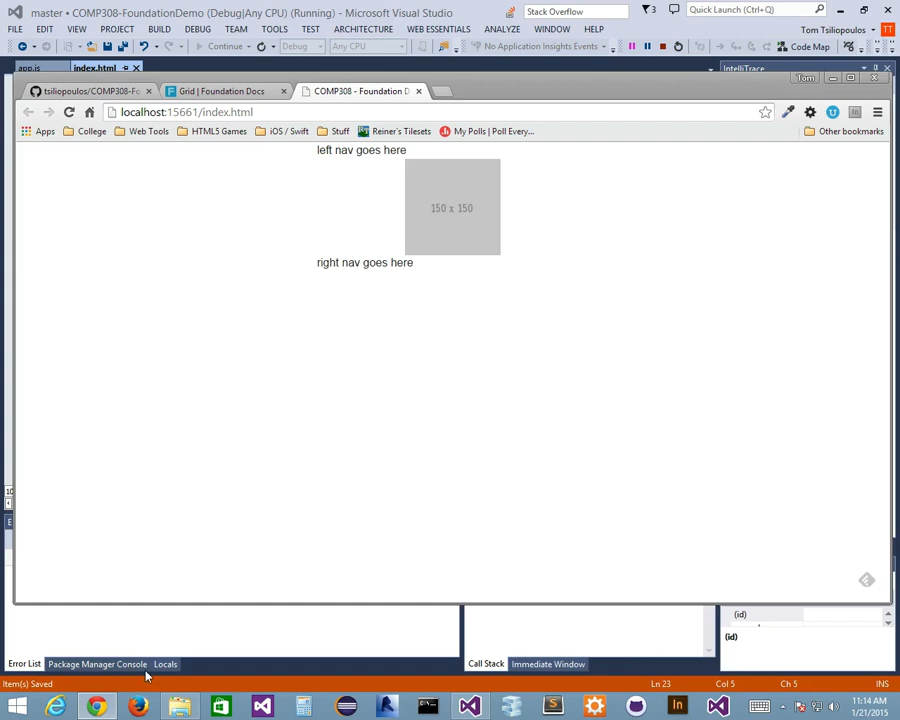 master • COMP308-FoundationDemo (Debug|Any CPU) (Running) - Microsoft Visual Studio
Stack Overflow
3
Quick Launch (Ctrl+Q)
FILE EDIT VIEW PROJECT BUILD DEBUG TEAM TOOLS TEST ARCHITECTURE WEB ESSENTIALS ANALYZE WINDOW HELP
Tom Tsiliopoulos
TT
Continue Debug Any CPU No Application Insights Events Code Map
app.js index.html IntelliTrace
Tom
tsiliopoulos/COMP308-Fo Grid | Foundation Docs COMP308 - Foundation D
localhost:15661/index.html
Apps College Web Tools HTML5 Games iOS / Swift Stuff Reiner's Tilesets My Polls | Poll Every... Other bookmarks
left nav goes here
150 x 150
right nav goes here
10
E
(id)
(id)
Error List Package Manager Console Locals Call Stack Immediate Window
Item(s) Saved Ln 23 Col 5 Ch 5 INS
11:14 AM
1/21/2015